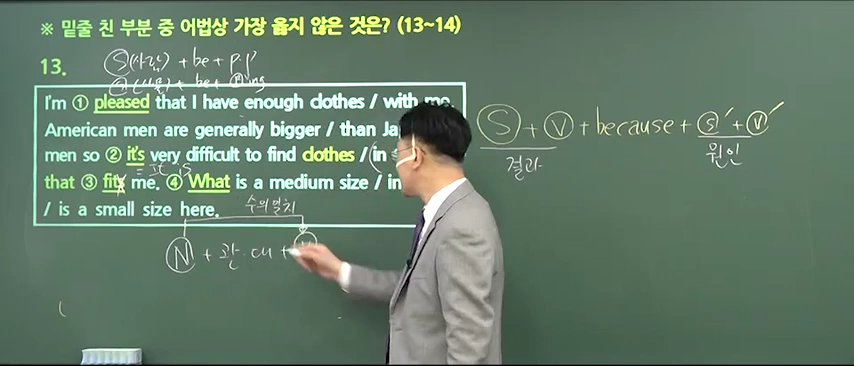 ※ 밑줄 친 부분 중 어법상 가장 옳지 않은 것은? (13~14)
13.
S(사람) + be + p.p
+ be + ing
I'm ① pleased that I have enough clothes / with me.
American men are generally bigger / than
men so ② it's very difficult to find clothes / (in
that ③ fits me. ④ What is a medium size / in
/ is a small size here.
수의일치
N + 관·대 +
S + V + because + S' + V'
결과
원인